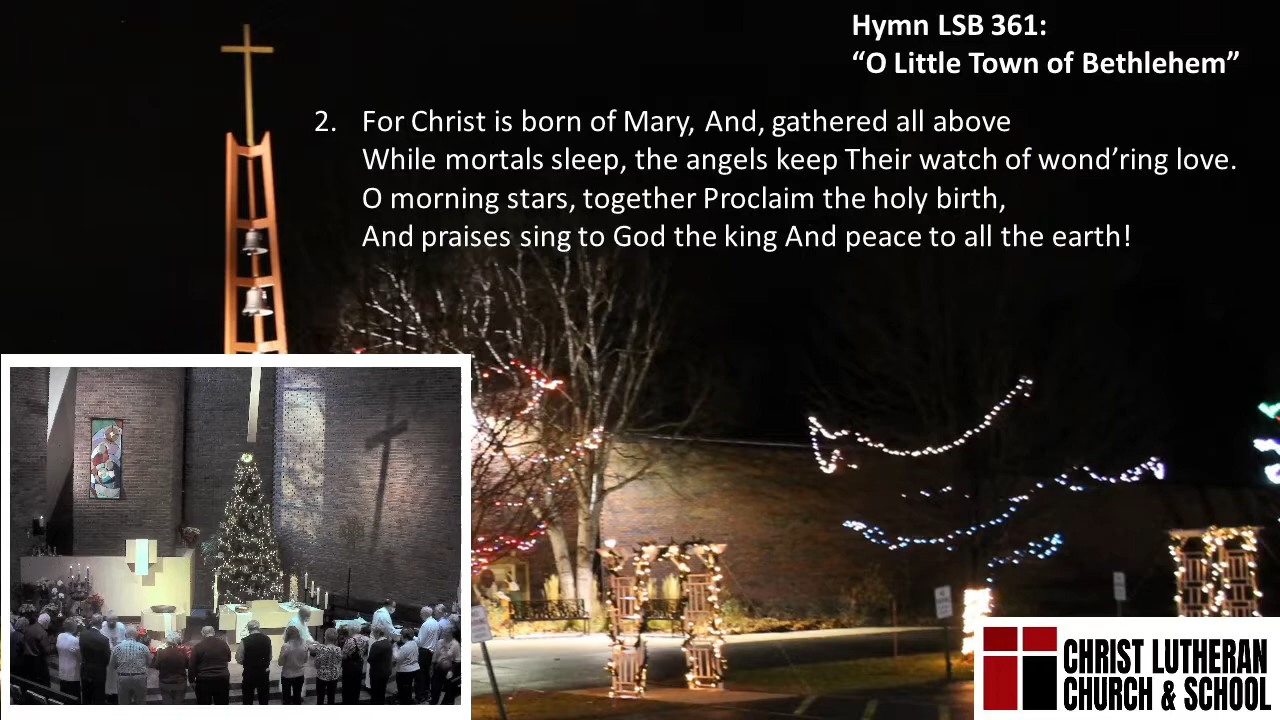 Hymn LSB 361:
“O Little Town of Bethlehem”
2. For Christ is born of Mary, And, gathered all above
While mortals sleep, the angels keep Their watch of wond’ring love.
O morning stars, together Proclaim the holy birth,
And praises sing to God the king And peace to all the earth!
CHRIST LUTHERAN
CHURCH & SCHOOL